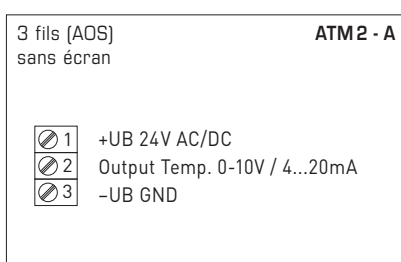 3 fils (AOS) ATM 2 - A
sans écran
1 +UB 24V AC/DC
2 Output Temp. 0-10V / 4...20mA
3 –UB GND